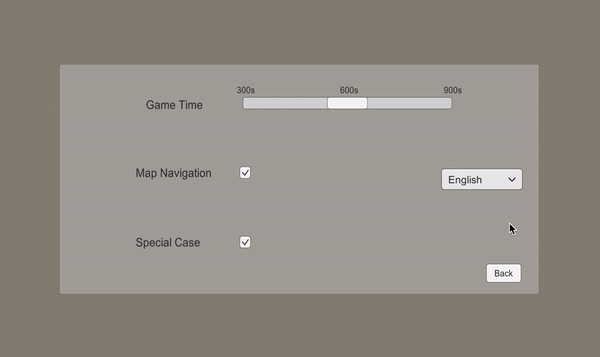 300s 600s 900s
Game Time
Map Navigation
English
Special Case
Back